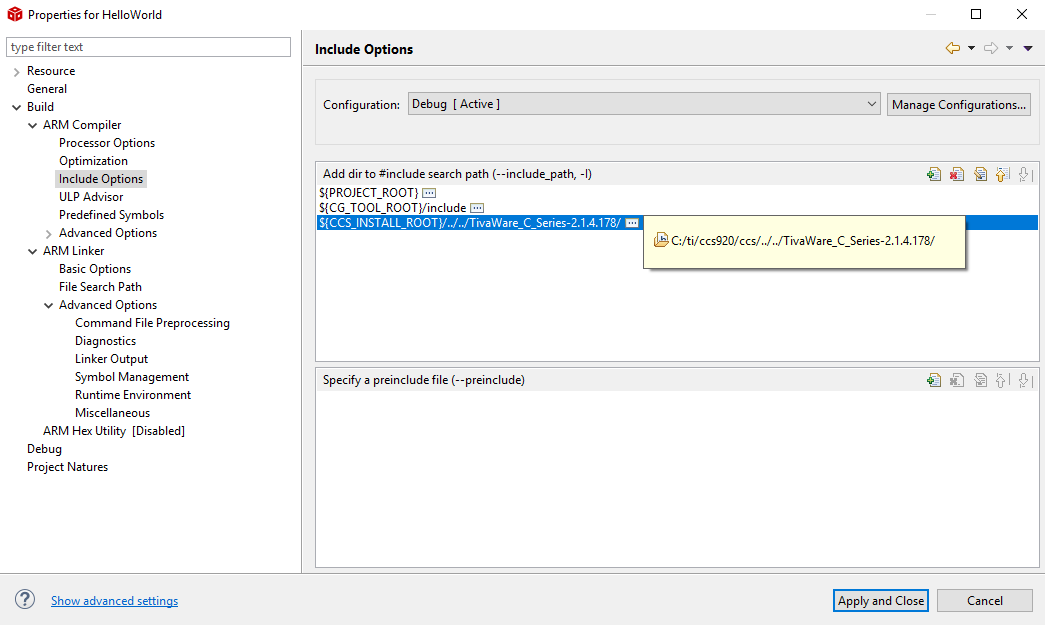 Properties for HelloWorld
type filter text
Resource
General
Build
ARM Compiler
Processor Options
Optimization
Include Options
ULP Advisor
Predefined Symbols
Advanced Options
ARM Linker
Basic Options
File Search Path
Advanced Options
Command File Preprocessing
Diagnostics
Linker Output
Symbol Management
Runtime Environment
Miscellaneous
ARM Hex Utility [Disabled]
Debug
Project Natures
Include Options
Configuration: Debug [ Active ] Manage Configurations...
Add dir to #include search path (--include_path, -I)
${PROJECT_ROOT}
${CG_TOOL_ROOT}/include
${CCS_INSTALL_ROOT}/../../TivaWare_C_Series-2.1.4.178/
C:/ti/ccs920/ccs/../../TivaWare_C_Series-2.1.4.178/
Specify a preinclude file (--preinclude)
Show advanced settings
Apply and Close Cancel